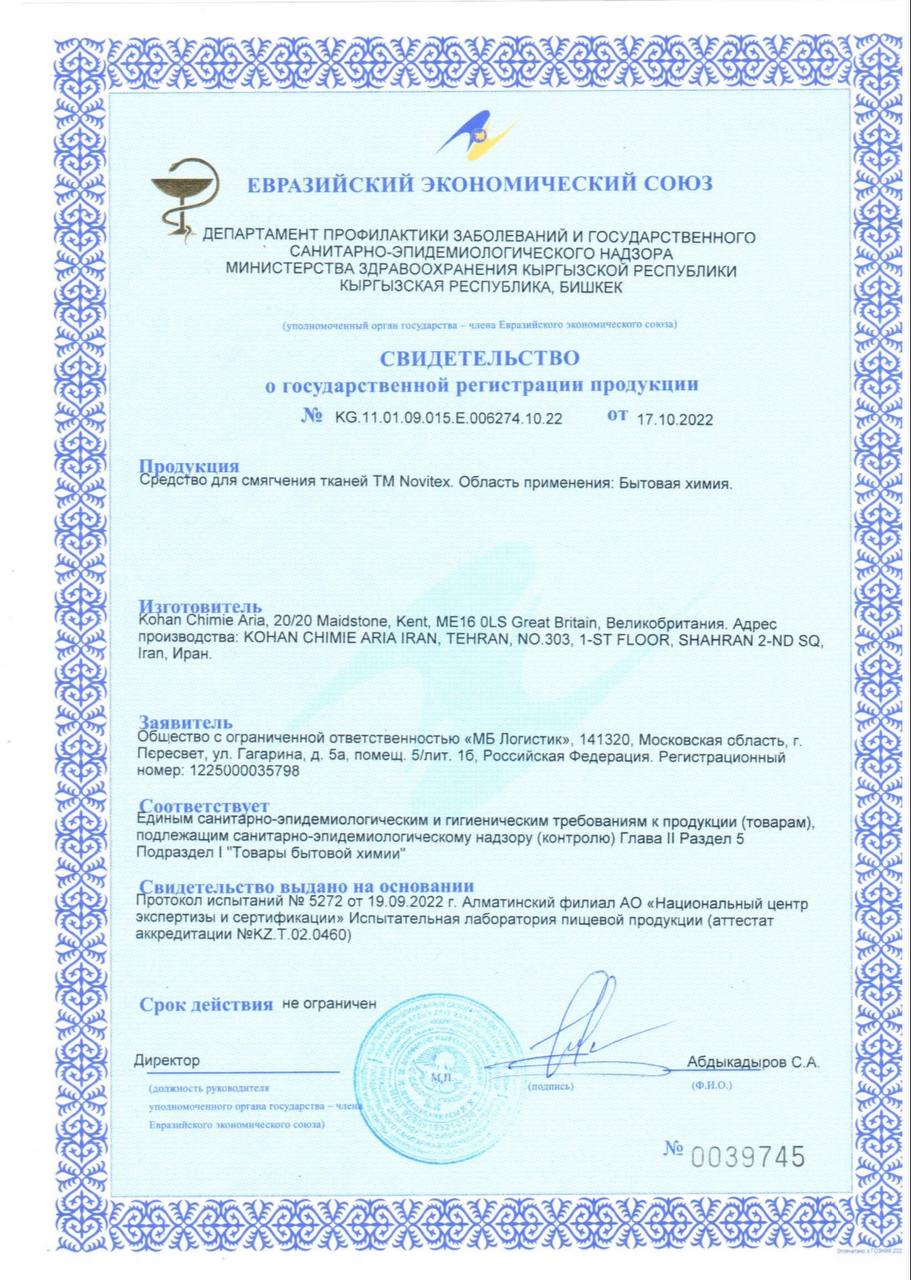 ЕВРАЗИЙСКИЙ ЭКОНОМИЧЕСКИЙ СОЮЗ
ДЕПАРТАМЕНТ ПРОФИЛАКТИКИ ЗАБОЛЕВАНИЙ И ГОСУДАРСТВЕННОГО
САНИТАРНО-ЭПИДЕМИОЛОГИЧЕСКОГО НАДЗОРА
МИНИСТЕРСТВА ЗДРАВООХРАНЕНИЯ КЫРГЫЗСКОЙ РЕСПУБЛИКИ
КЫРГЫЗСКАЯ РЕСПУБЛИКА, БИШКЕК
(уполномоченный орган государства – члена Евразийского экономического союза)
СВИДЕТЕЛЬСТВО
о государственной регистрации продукции
№ KG.11.01.09.015.E.006274.10.22 от 17.10.2022
Продукция
Средство для смягчения тканей ТМ Novitex. Область применения: Бытовая химия.
Изготовитель
Kohan Chimie Aria, 20/20 Maidstone, Kent, ME16 0LS Great Britain, Великобритания. Адрес
производства: KOHAN CHIMIE ARIA IRAN, TEHRAN, NO.303, 1-ST FLOOR, SHAHRAN 2-ND SQ,
Iran, Иран.
Заявитель
Общество с ограниченной ответственностью «МБ Логистик», 141320, Московская область, г.
Пересвет, ул. Гагарина, д. 5а, помещ. 5/лит. 1б, Российская Федерация. Регистрационный
номер: 1225000035798
Соответствует
Единым санитарно-эпидемиологическим и гигиеническим требованиям к продукции (товарам),
подлежащим санитарно-эпидемиологическому надзору (контролю) Глава II Раздел 5
Подраздел I "Товары бытовой химии"
Свидетельство выдано на основании
Протокол испытаний № 5272 от 19.09.2022 г. Алматинский филиал АО «Национальный центр
экспертизы и сертификации» Испытательная лаборатория пищевой продукции (аттестат
аккредитации №KZ.T.02.0460)
Срок действия не ограничен
Директор Абдыкадыров С.А.
(должность руководителя
уполномоченного органа государства – члена
Евразийского экономического союза)
М.П.
(подпись) (Ф.И.О.)
№ 0039745